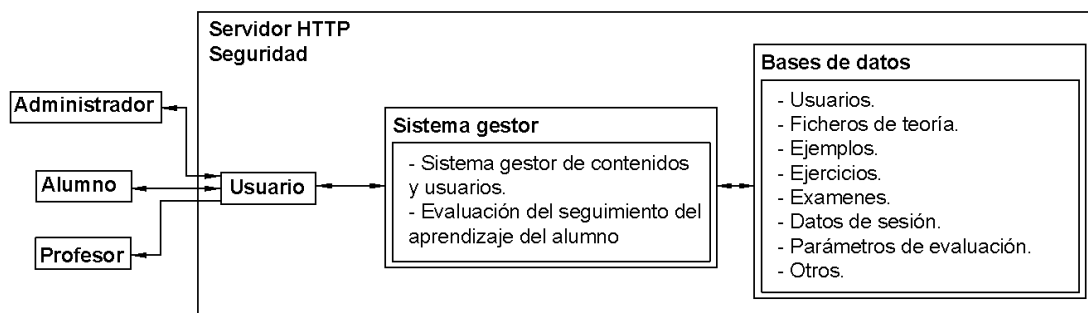 Servidor HTTP
Seguridad
Administrador
Alumno
Profesor
Usuario
Sistema gestor
- Sistema gestor de contenidos
y usuarios.
- Evaluación del seguimiento del
aprendizaje del alumno
Bases de datos
- Usuarios.
- Ficheros de teoría.
- Ejemplos.
- Ejercicios.
- Examenes.
- Datos de sesión.
- Parámetros de evaluación.
- Otros.